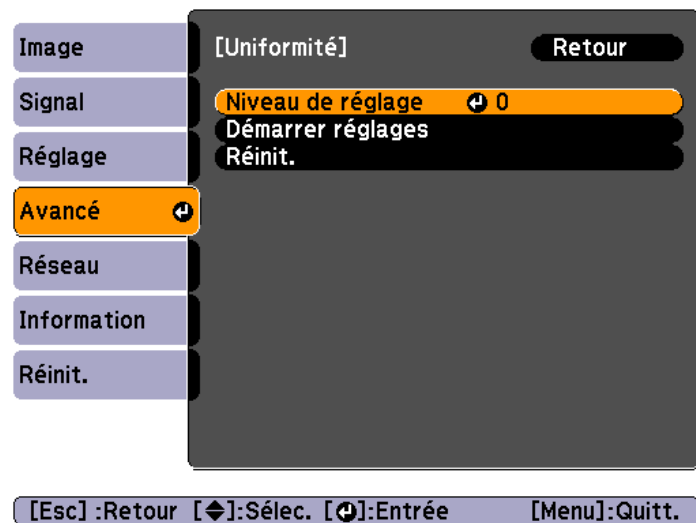 Image
Signal
Réglage
Avancé
Réseau
Information
Réinit.
[Uniformité] Retour
Niveau de réglage 0
Démarrer réglages
Réinit.
[Esc] :Retour [◆]:Sélec. [⏎]:Entrée [Menu]:Quitt.